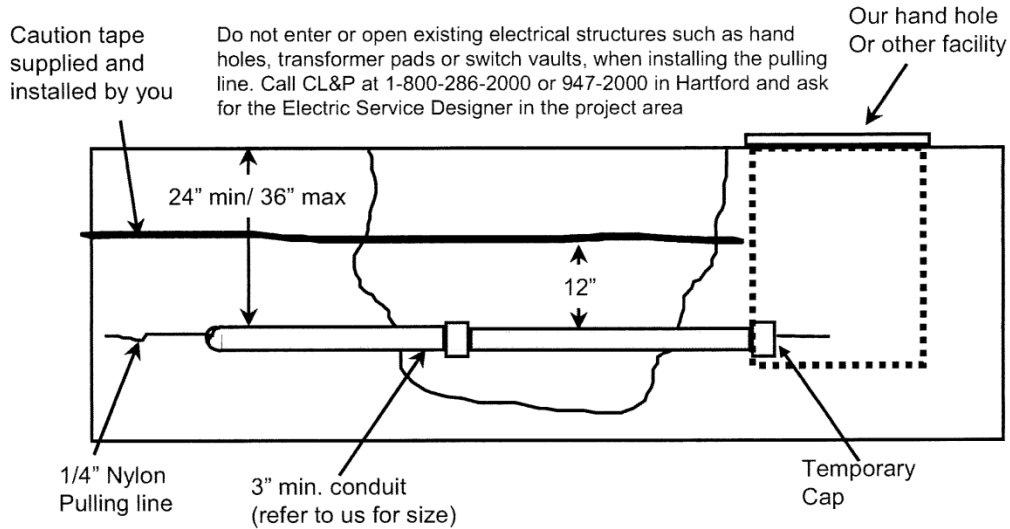 Caution tape
supplied and
installed by you
Do not enter or open existing electrical structures such as hand
holes, transformer pads or switch vaults, when installing the pulling
line. Call CL&P at 1-800-286-2000 or 947-2000 in Hartford and ask
for the Electric Service Designer in the project area
Our hand hole
Or other facility
24” min/ 36” max
12”
1/4” Nylon
Pulling line
3” min. conduit
(refer to us for size)
Temporary
Cap